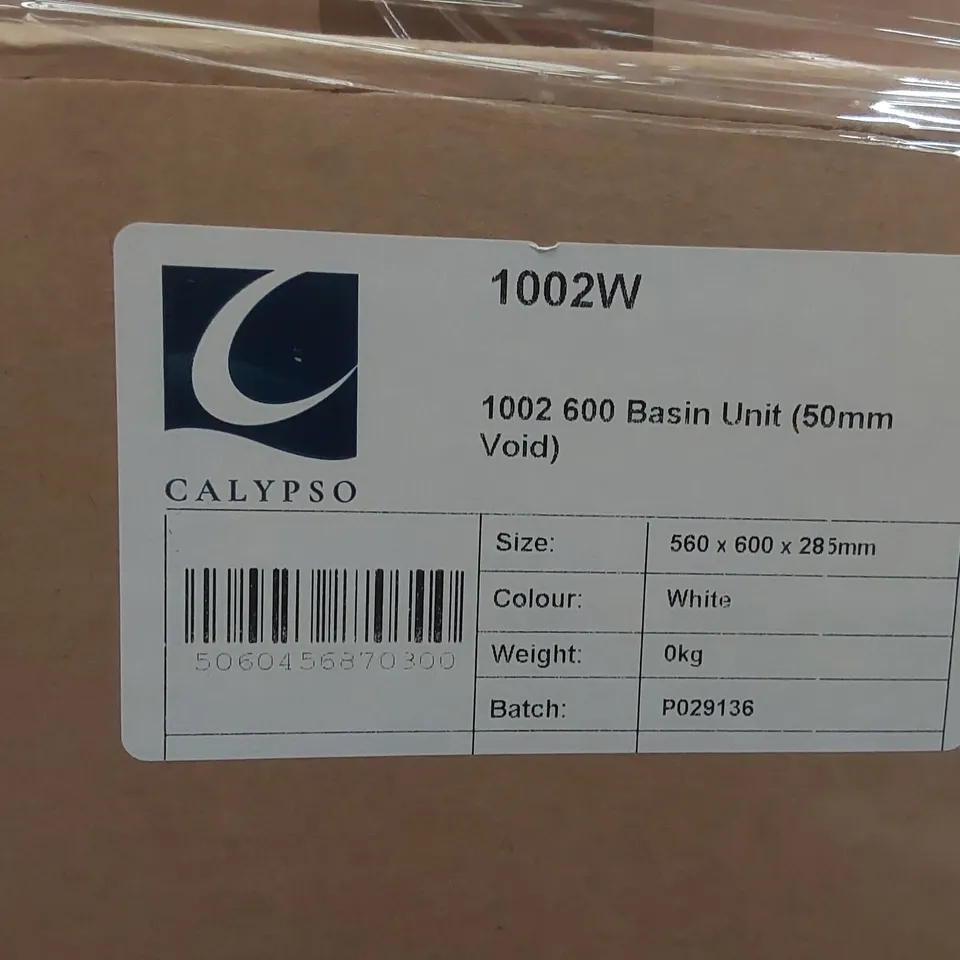 1002W
1002 600 Basin Unit (50mm
Void)
CALYPSO
5060456870300
Size: 560 x 600 x 285mm
Colour: White
Weight: 0kg
Batch: P029136